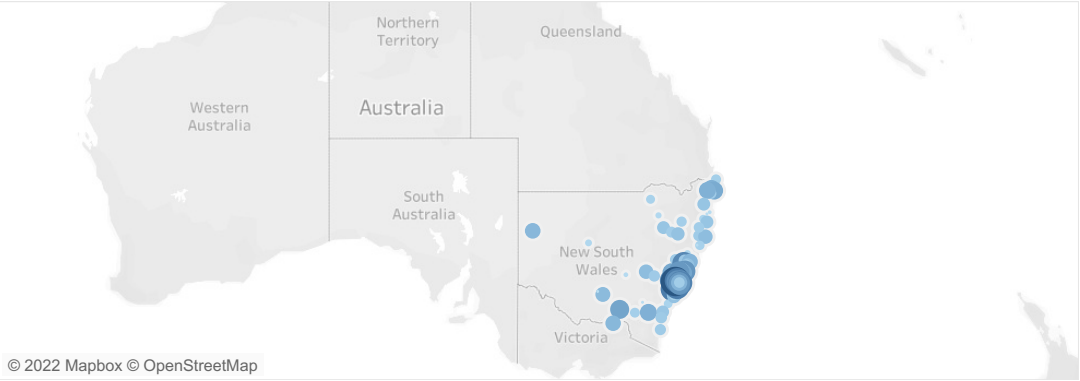 Northern
Territory
Queensland
Western
Australia
Australia
South
Australia
New South
Wales
Victoria
© 2022 Mapbox © OpenStreetMap